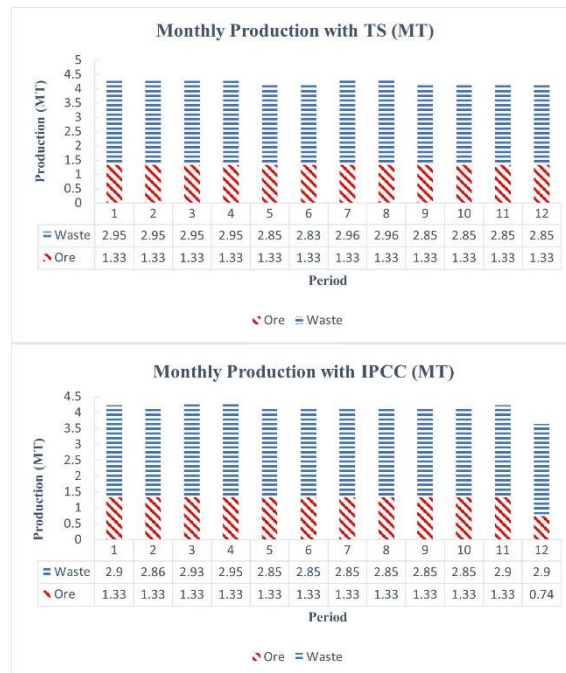 Monthly Production with TS (MT)
Production (MT)
5
4.5
4
3.5
3
2.5
2
1.5
1
0.5
0
1 2 3 4 5 6 7 8 9 10 11 12
Waste 2.95 2.95 2.95 2.95 2.85 2.83 2.96 2.96 2.85 2.85 2.85 2.85
Ore 1.33 1.33 1.33 1.33 1.33 1.33 1.33 1.33 1.33 1.33 1.33 1.33
Period
Ore Waste
Monthly Production with IPCC (MT)
Production (MT)
4.5
4
3.5
3
2.5
2
1.5
1
0.5
0
1 2 3 4 5 6 7 8 9 10 11 12
Waste 2.9 2.86 2.93 2.95 2.85 2.85 2.85 2.85 2.85 2.85 2.9 2.9
Ore 1.33 1.33 1.33 1.33 1.33 1.33 1.33 1.33 1.33 1.33 1.33 0.74
Period
Ore Waste